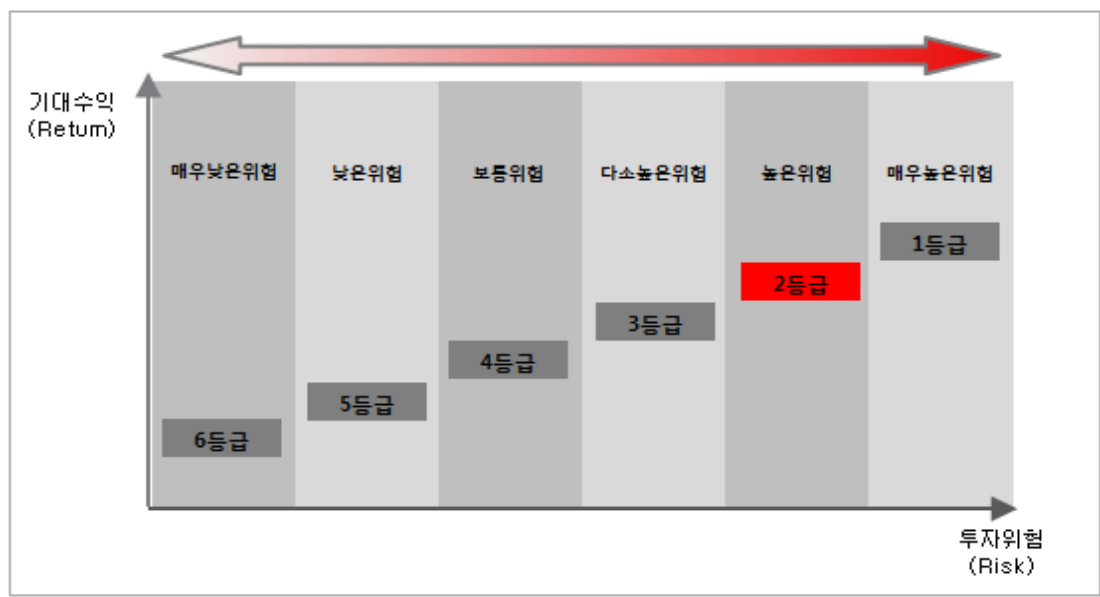 기대수익
(Return)
매우낮은위험 낮은위험 보통위험 다소높은위험 높은위험 매우높은위험
1등급
2등급
3등급
4등급
5등급
6등급
투자위험
(Risk)